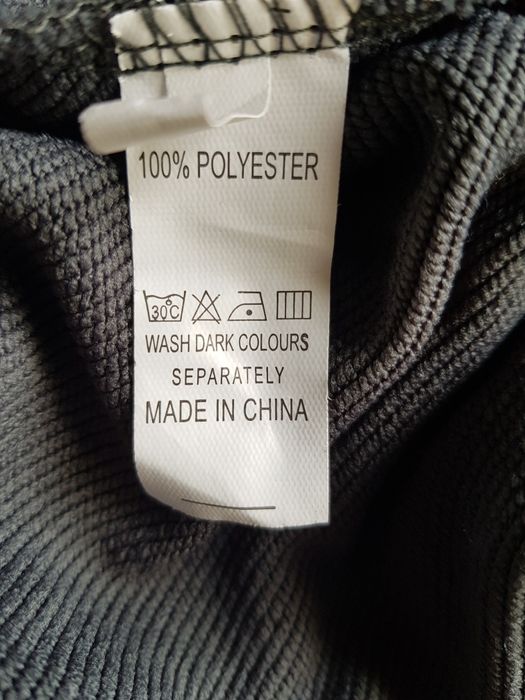 100% POLYESTER
30°C
WASH DARK COLOURS
SEPARATELY
MADE IN CHINA